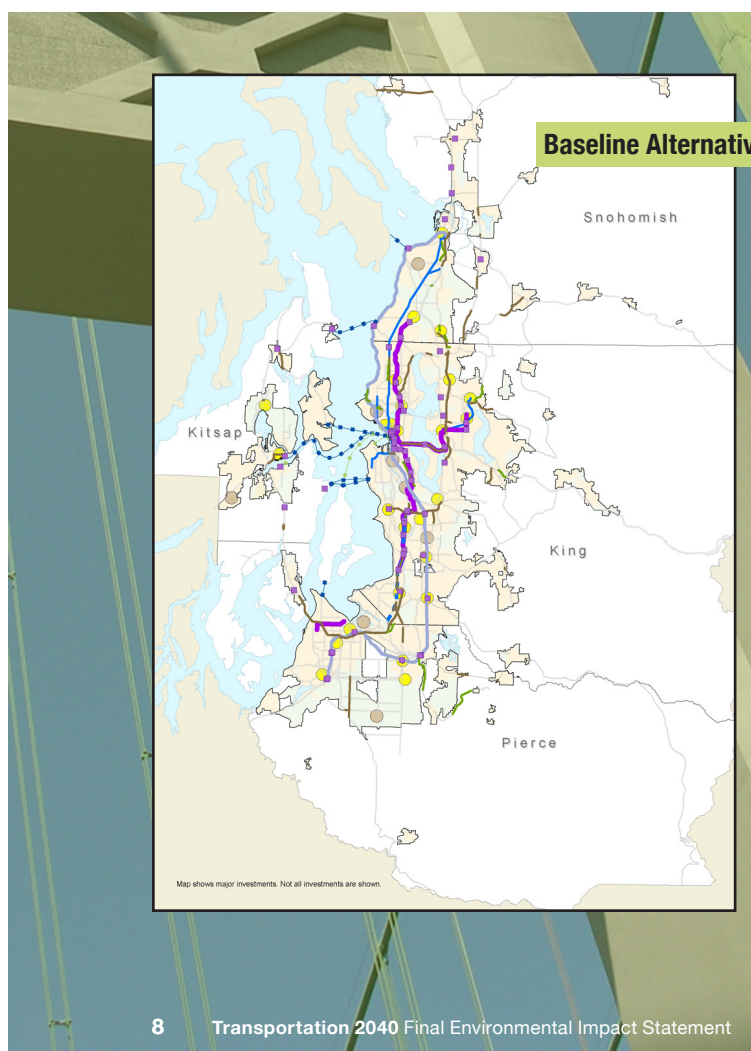 Baseline Alternativ
Snohomish
Kitsap
King
Pierce
Map shows major investments. Not all investments are shown.
8 Transportation 2040 Final Environmental Impact Statement